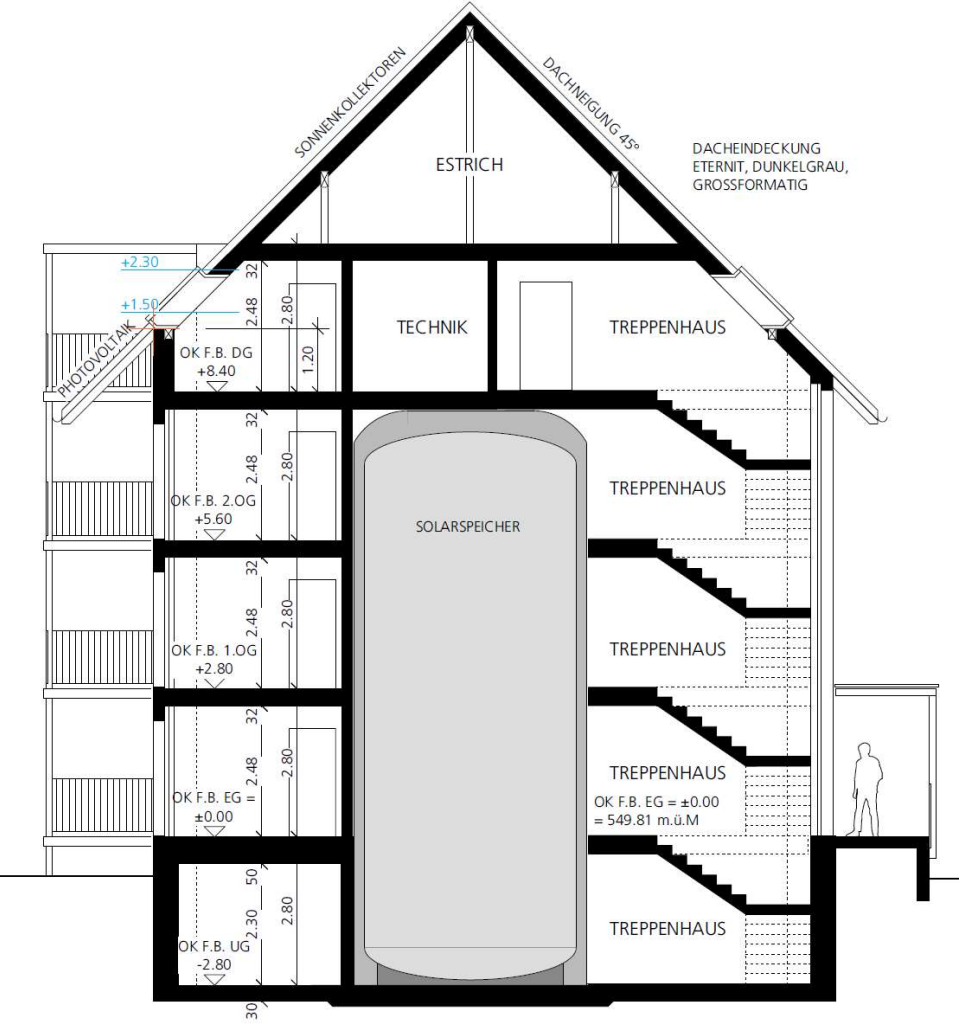 SONNENKOLLEKTOREN
DACHNEIGUNG 45°
DACHEINDECKUNG
ETERNIT, DUNKELGRAU,
GROSSFORMATIG
ESTRICH
+2.30
+1.50
PHOTOVOLTAIK
32
2.48
2.80
1.20
OK F.B. DG
+8.40
TECHNIK
TREPPENHAUS
32
2.48
2.80
OK F.B. 2.OG
+5.60
SOLARSPEICHER
TREPPENHAUS
32
2.48
2.80
OK F.B. 1.OG
+2.80
TREPPENHAUS
32
2.48
2.80
OK F.B. EG =
±0.00
TREPPENHAUS
OK F.B. EG = ±0.00
= 549.81 m.ü.M
50
2.30
2.80
OK F.B. UG
-2.80
TREPPENHAUS
30